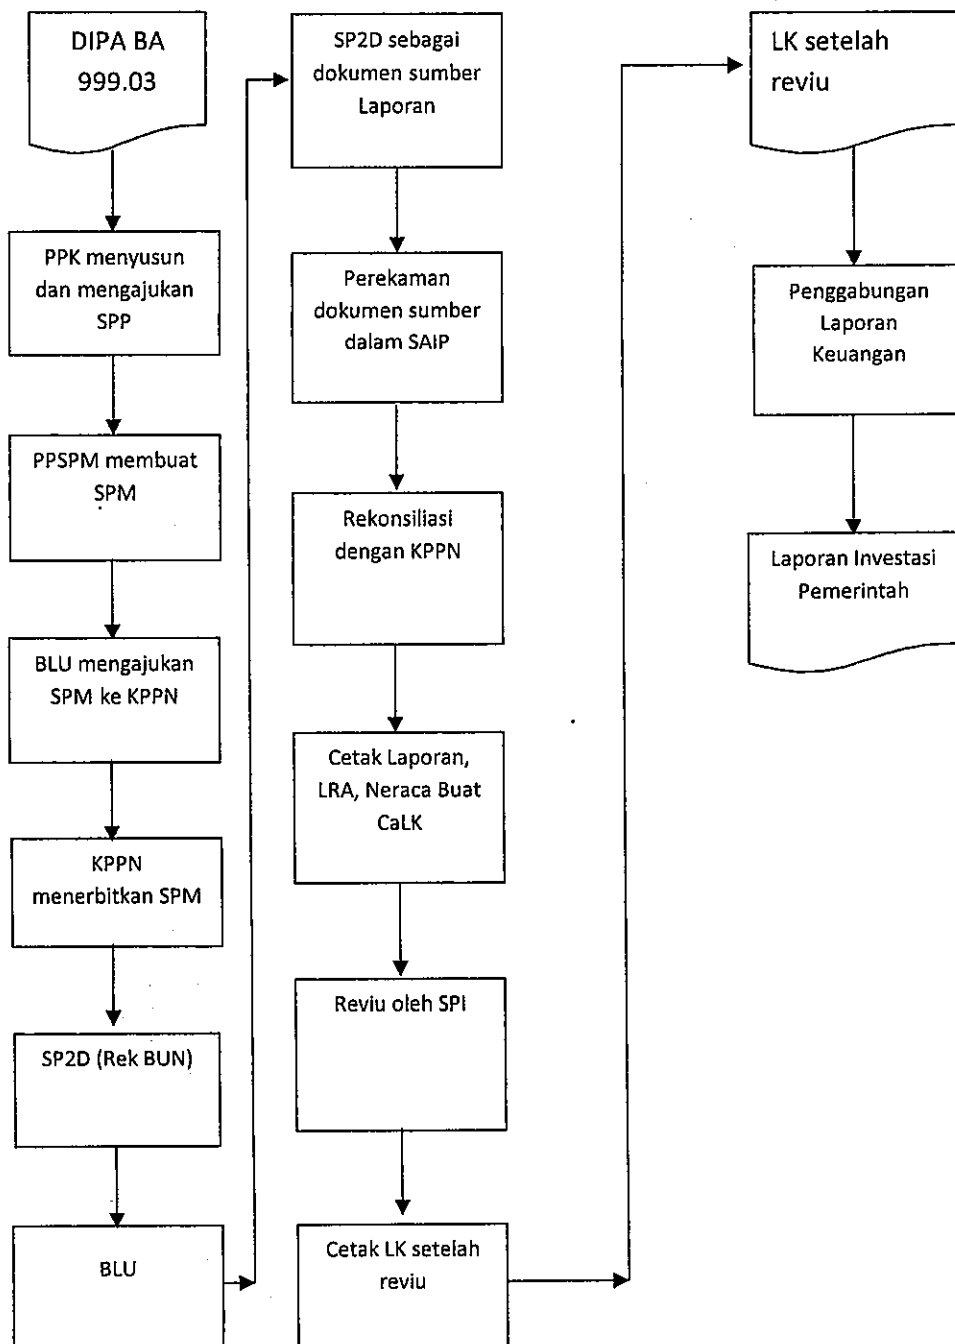 DIPA BA
999.03
PPK menyusun
dan mengajukan
SPP
PPSPM membuat
SPM
BLU mengajukan
SPM ke KPPN
KPPN
menerbitkan SPM
SP2D (Rek BUN)
BLU
SP2D sebagai
dokumen sumber
Laporan
Perekaman
dokumen sumber
dalam SAIP
Rekonsiliasi
dengan KPPN
Cetak Laporan,
LRA, Neraca Buat
CaLK
Reviu oleh SPI
Cetak LK setelah
reviu
LK setelah
reviu
Penggabungan
Laporan
Keuangan
Laporan Investasi
Pemerintah